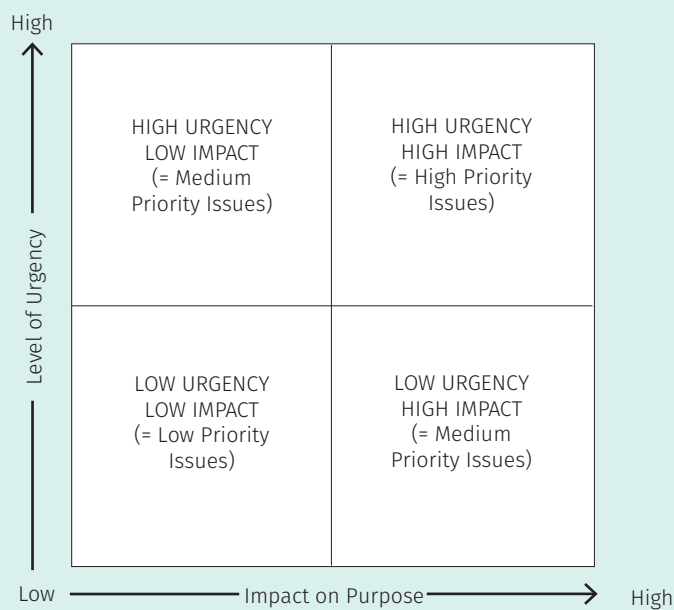 High
HIGH URGENCY
LOW IMPACT
(= Medium
Priority Issues)
HIGH URGENCY
HIGH IMPACT
(= High Priority
Issues)
Level of Urgency
LOW URGENCY
LOW IMPACT
(= Low Priority
Issues)
LOW URGENCY
HIGH IMPACT
(= Medium
Priority Issues)
Low
Impact on Purpose
High